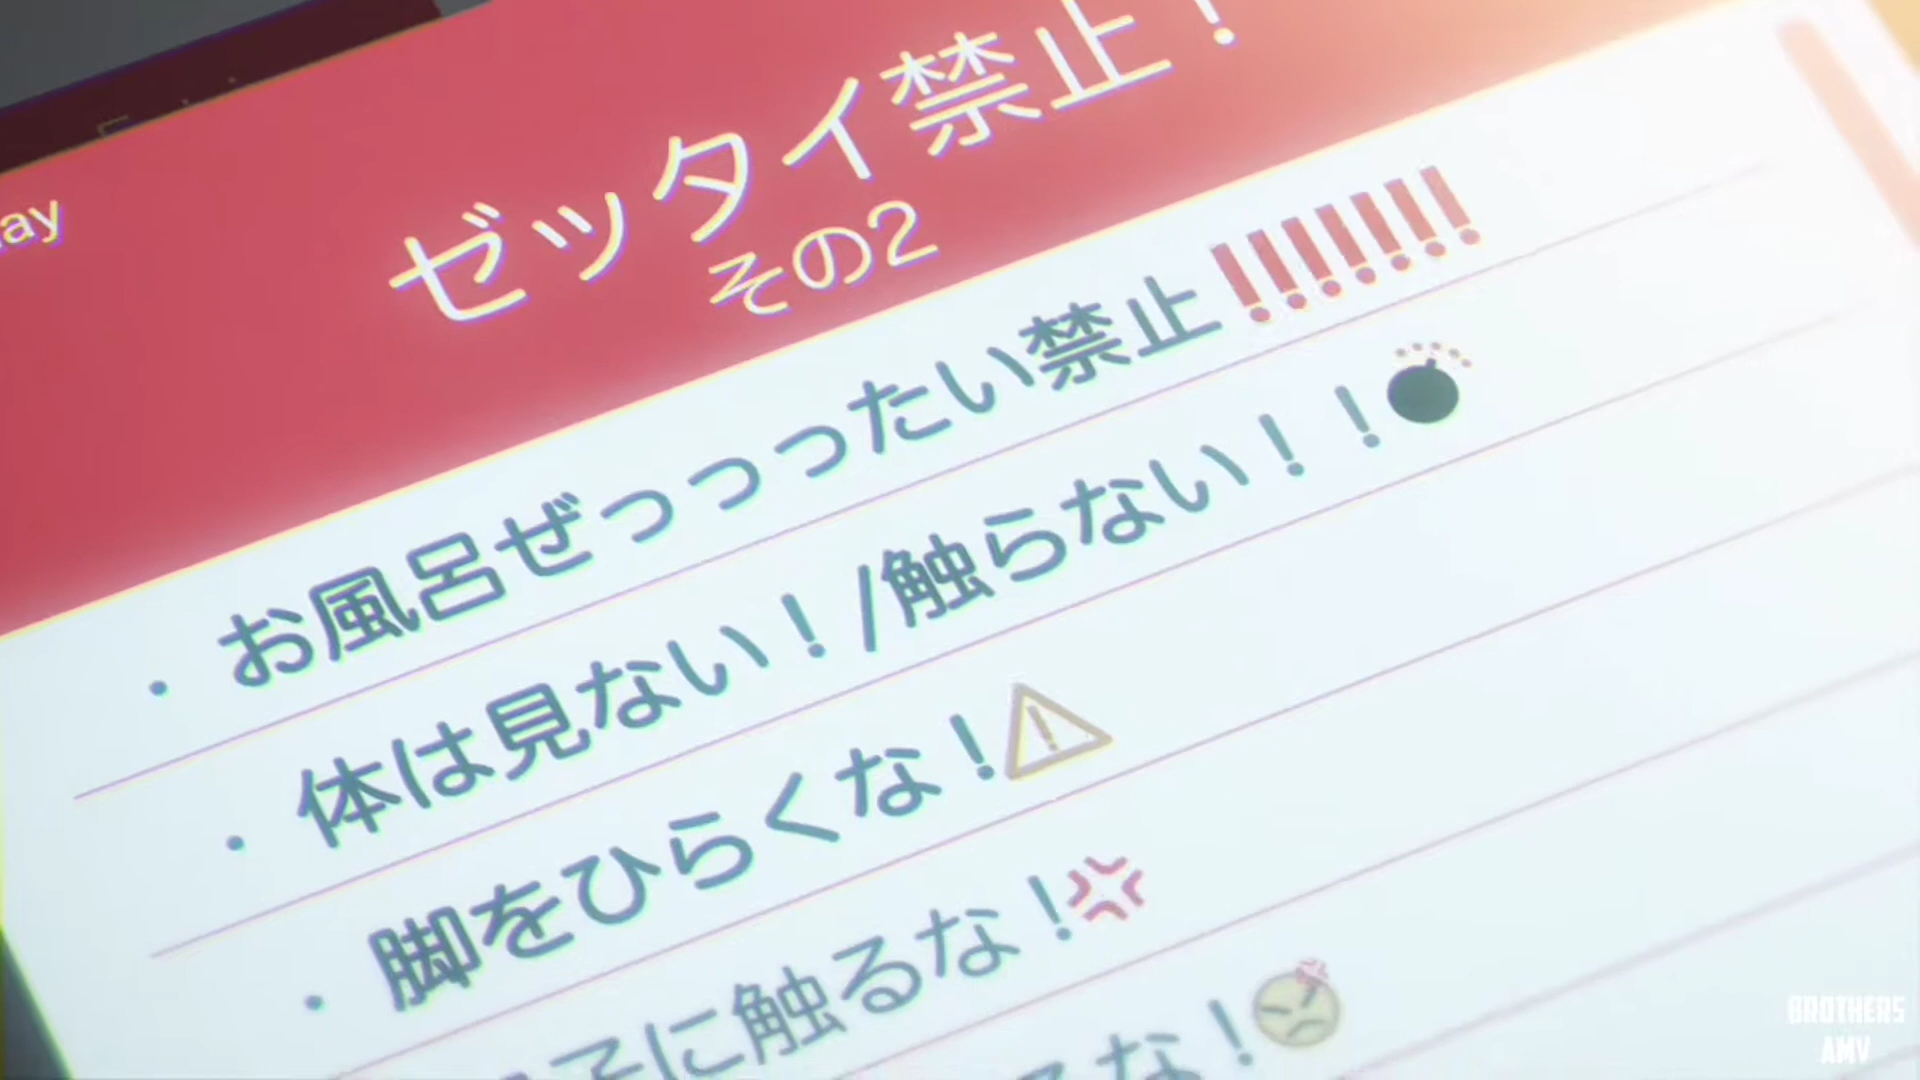 ay
ゼッタイ禁止！
その2
・お風呂ぜっっったい禁止!!!!!!!
・体は見ない！/触らない！！
・脚をひらくな！
子に触るな！
るな！
BROTHERS
AMV